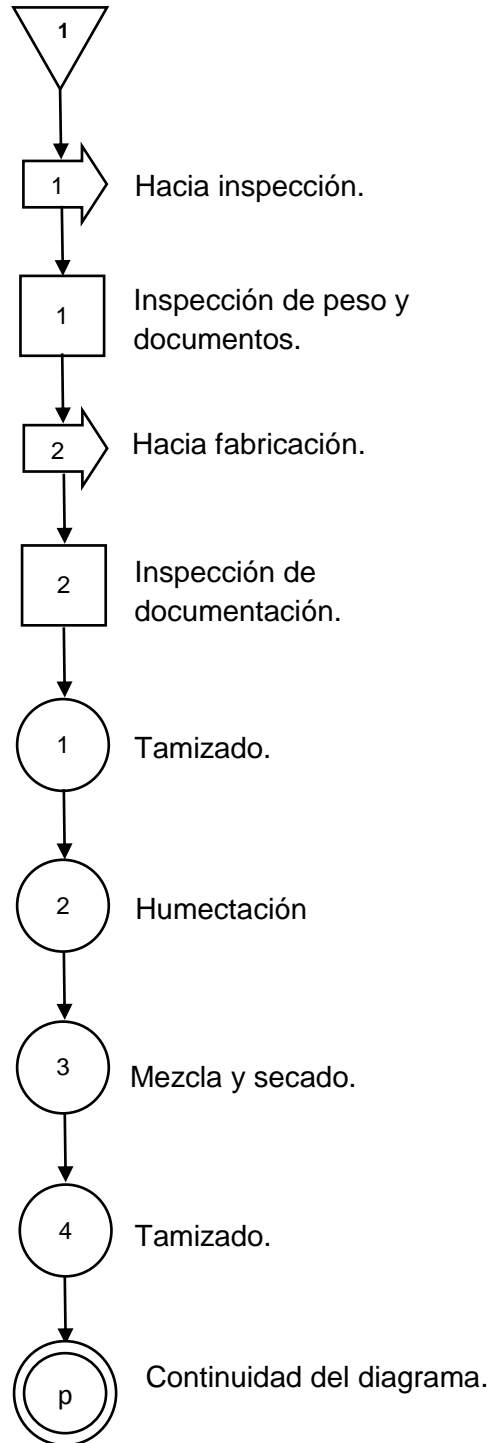 1
1
Hacia inspección.
1
Inspección de peso y
documentos.
2
Hacia fabricación.
2
Inspección de
documentación.
1
Tamizado.
2
Humectación
3
Mezcla y secado.
4
Tamizado.
p
Continuidad del diagrama.